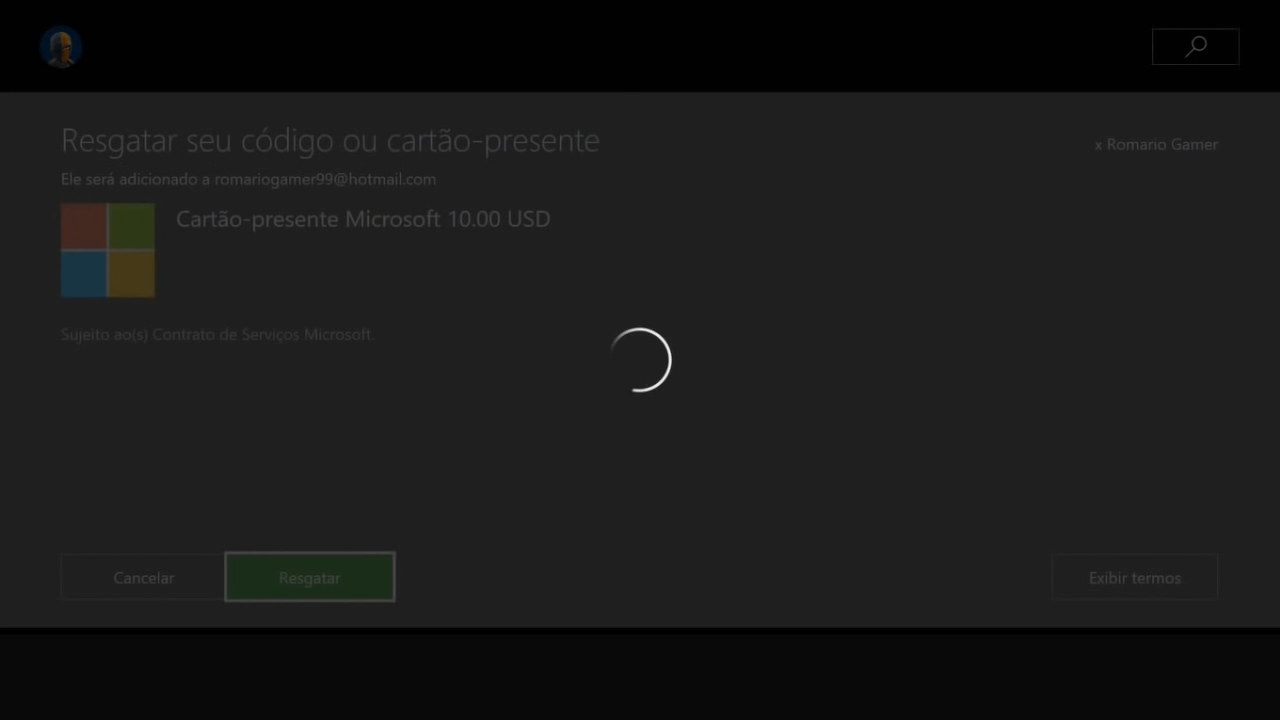 Resgatar seu código ou cartão-presente
x Romario Gamer
Ele será adicionado a romariogamer99@hotmail.com
Cartão-presente Microsoft 10.00 USD
Sujeito ao(s) Contrato de Serviços Microsoft.
Cancelar
Resgatar
Exibir termos